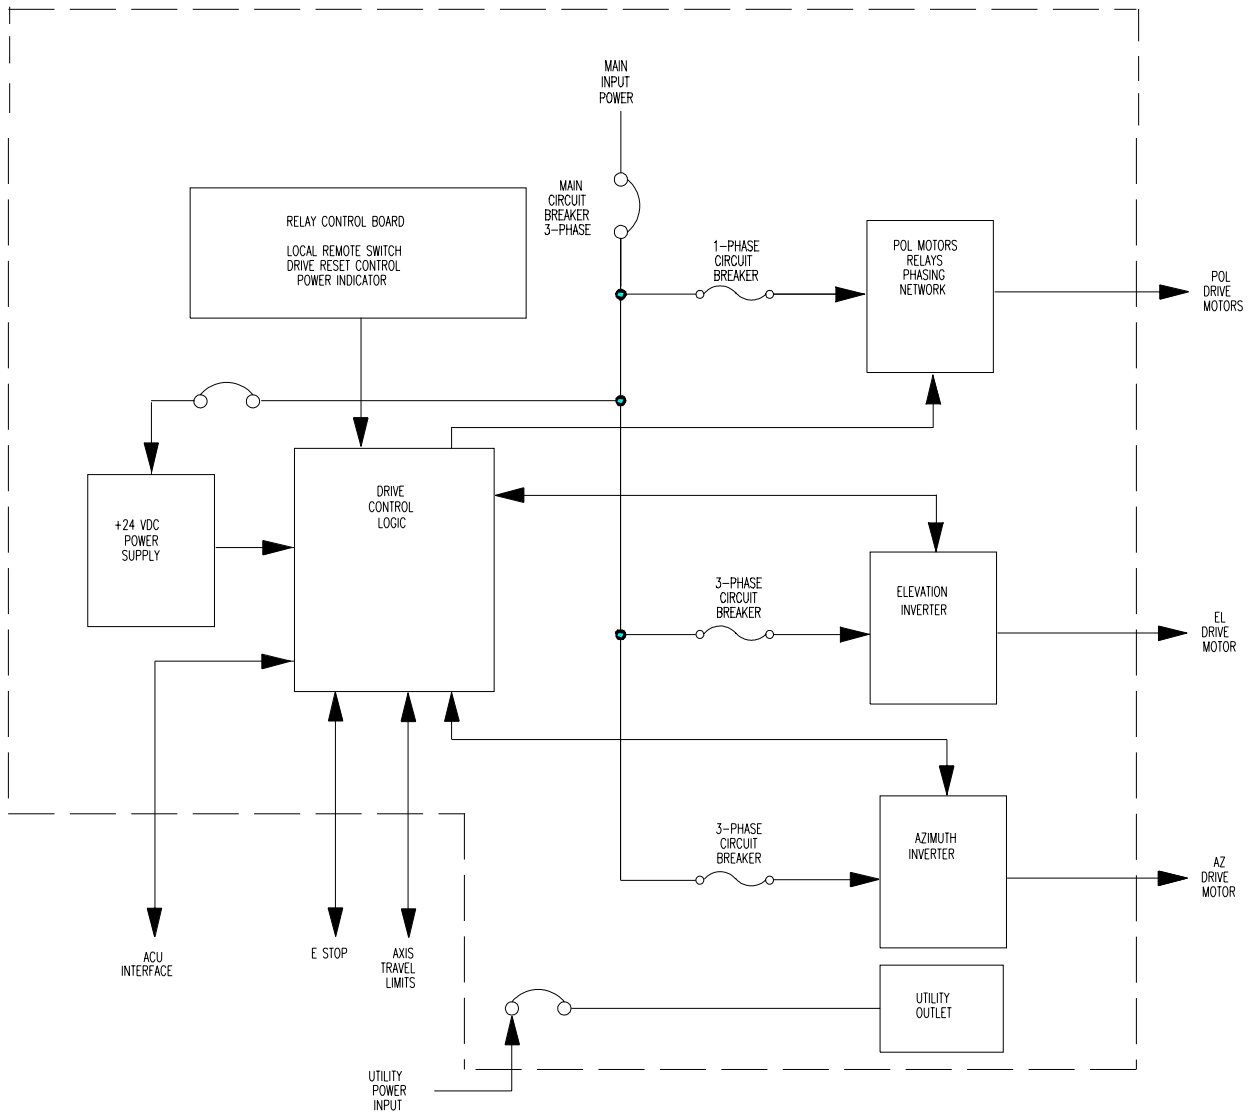 MAIN
INPUT
POWER
MAIN
CIRCUIT
BREAKER
3-PHASE
RELAY CONTROL BOARD
LOCAL REMOTE SWITCH
DRIVE RESET CONTROL
POWER INDICATOR
1-PHASE
CIRCUIT
BREAKER
POL MOTORS
RELAYS
PHASING
NETWORK
POL
DRIVE
MOTORS
+24 VDC
POWER
SUPPLY
DRIVE
CONTROL
LOGIC
3-PHASE
CIRCUIT
BREAKER
ELEVATION
INVERTER
EL
DRIVE
MOTOR
3-PHASE
CIRCUIT
BREAKER
AZIMUTH
INVERTER
AZ
DRIVE
MOTOR
ACU
INTERFACE
E STOP
AXIS
TRAVEL
LIMITS
UTILITY
OUTLET
UTILITY
POWER
INPUT